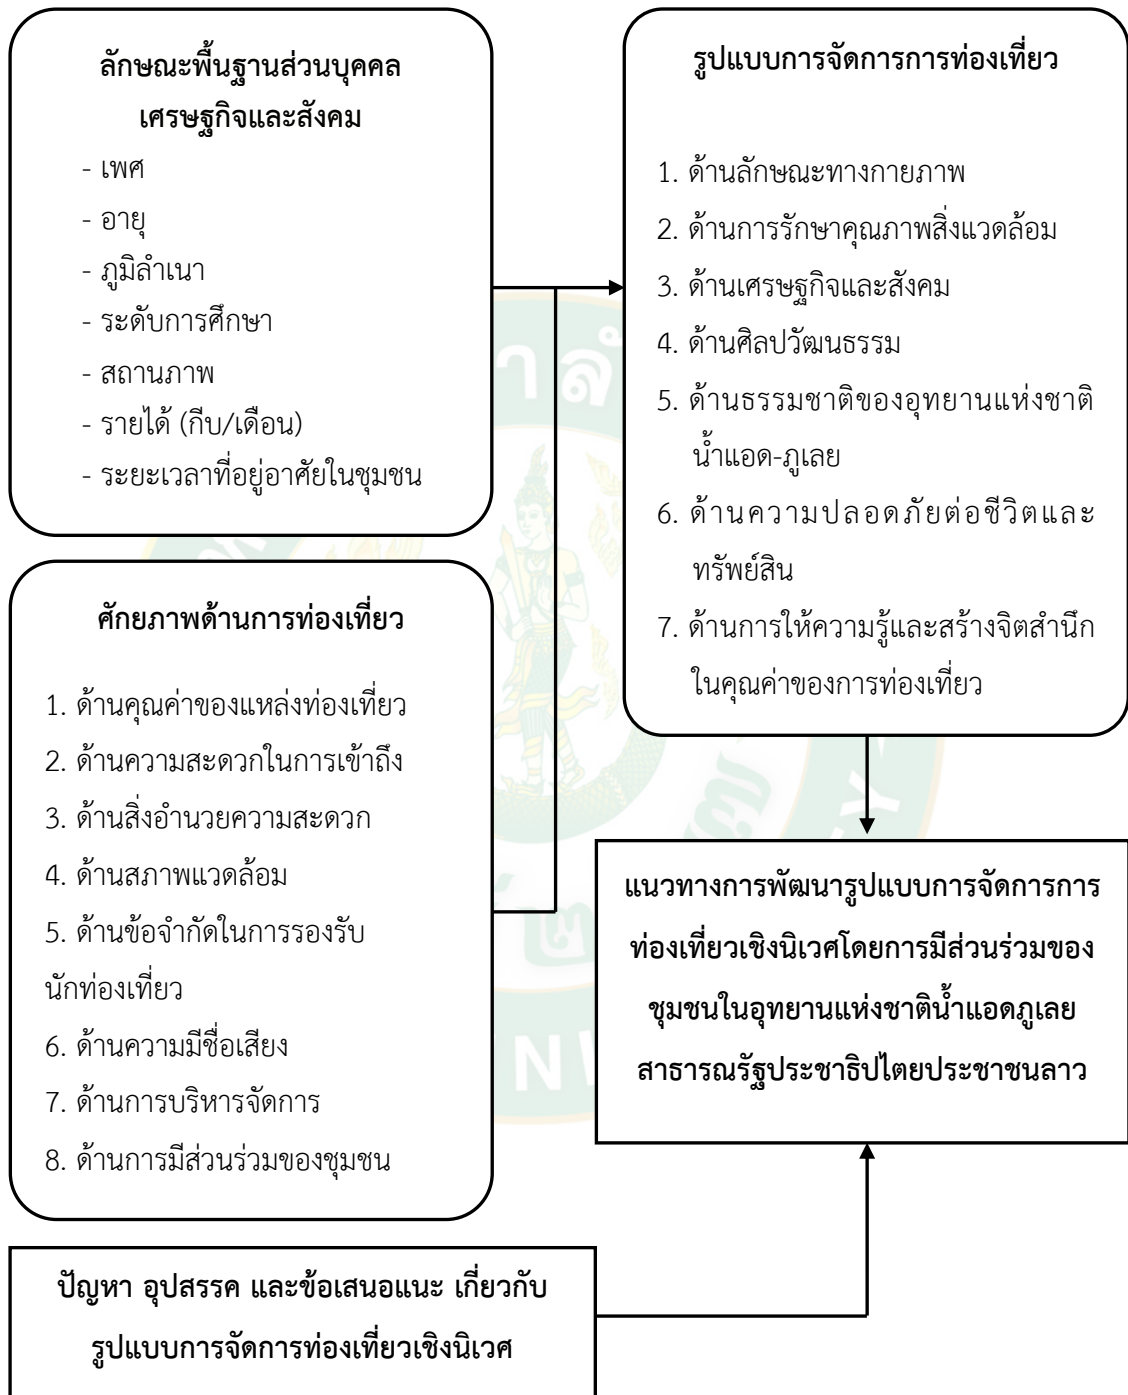 ลักษณะพื้นฐานส่วนบุคคล
เศรษฐกิจและสังคม
- เพศ
- อายุ
- ภูมิลำเนา
- ระดับการศึกษา
- สถานภาพ
- รายได้ (กีบ/เดือน)
- ระยะเวลาที่อยู่อาศัยในชุมชน
ศักยภาพด้านการท่องเที่ยว
1. ด้านคุณค่าของแหล่งท่องเที่ยว
2. ด้านความสะดวกในการเข้าถึง
3. ด้านสิ่งอำนวยความสะดวก
4. ด้านสภาพแวดล้อม
5. ด้านข้อจำกัดในการรองรับ
นักท่องเที่ยว
6. ด้านความมีชื่อเสียง
7. ด้านการบริหารจัดการ
8. ด้านการมีส่วนร่วมของชุมชน
รูปแบบการจัดการการท่องเที่ยว
1. ด้านลักษณะทางกายภาพ
2. ด้านการรักษาคุณภาพสิ่งแวดล้อม
3. ด้านเศรษฐกิจและสังคม
4. ด้านศิลปวัฒนธรรม
5. ด้านธรรมชาติของอุทยานแห่งชาติ
น้ำแอด-ภูเลย
6. ด้านความปลอดภัยต่อชีวิตและ
ทรัพย์สิน
7. ด้านการให้ความรู้และสร้างจิตสำนึก
ในคุณค่าของการท่องเที่ยว
แนวทางการพัฒนารูปแบบการจัดการการ
ท่องเที่ยวเชิงนิเวศโดยการมีส่วนร่วมของ
ชุมชนในอุทยานแห่งชาติน้ำแอดภูเลย
สาธารณรัฐประชาธิปไตยประชาชนลาว
ปัญหา อุปสรรค และข้อเสนอแนะ เกี่ยวกับ
รูปแบบการจัดการท่องเที่ยวเชิงนิเวศ